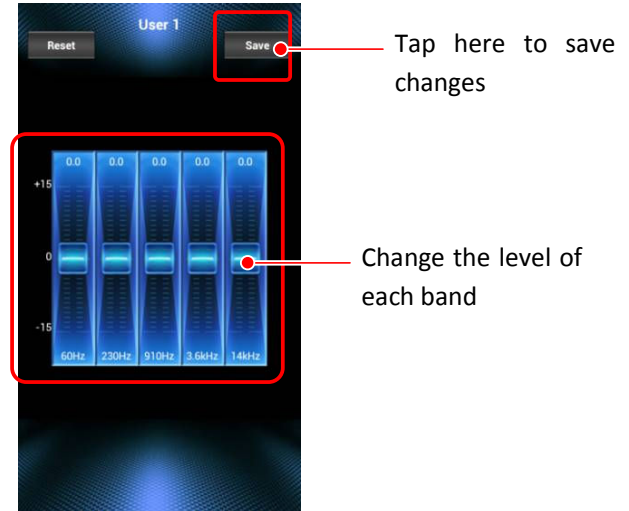 User 1
Reset
Save
Tap here to save
changes
0.0 0.0 0.0 0.0 0.0
+15
0
-15
Change the level of
each band
60Hz 230Hz 910Hz 3.6kHz 14kHz